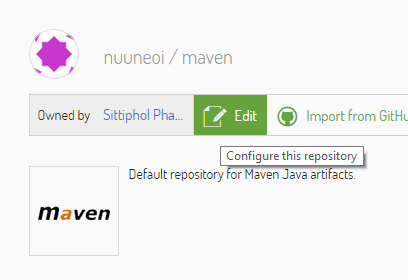 nuuneoi / maven
Owned by Sittiphol Pha... Edit Import from GitHu
Configure this repository
Default repository for Maven Java artifacts.
maven